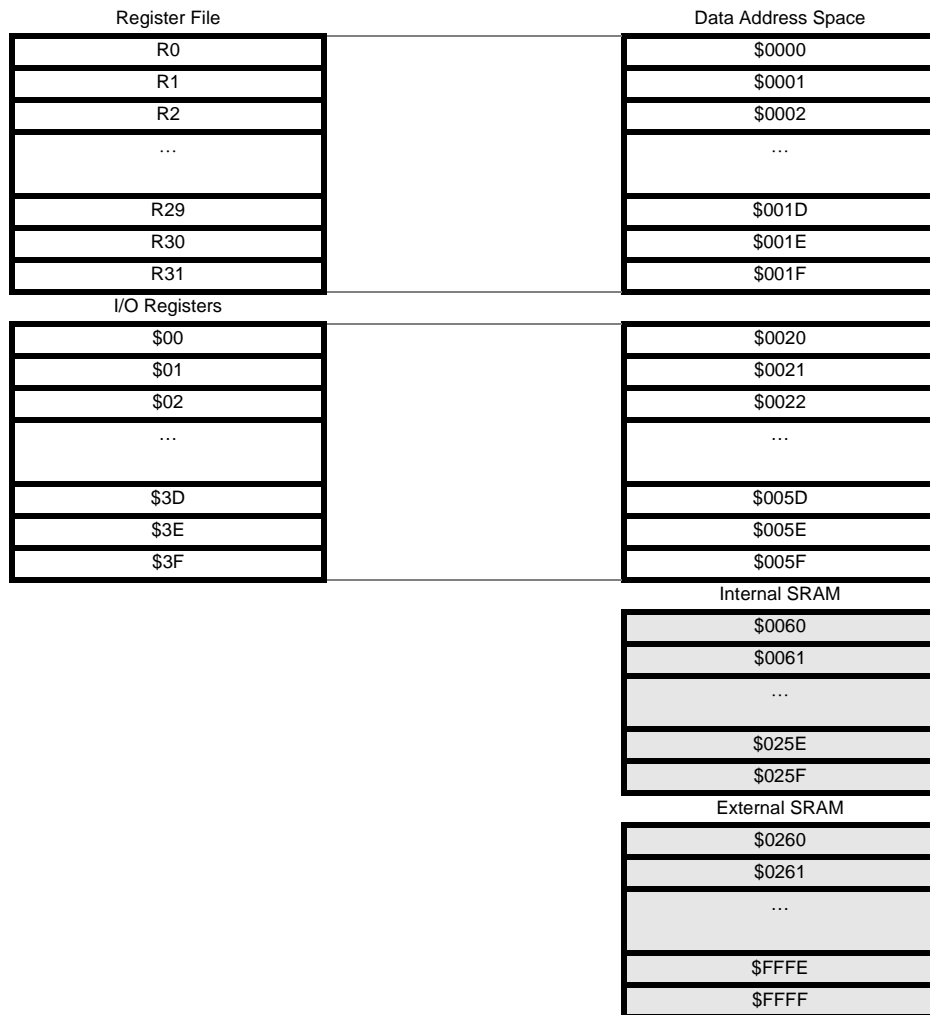 Register File Data Address Space
R0 $0000
R1 $0001
R2 $0002
… …
R29 $001D
R30 $001E
R31 $001F
I/O Registers
$00 $0020
$01 $0021
$02 $0022
… …
$3D $005D
$3E $005E
$3F $005F
Internal SRAM
$0060
$0061
…
$025E
$025F
External SRAM
$0260
$0261
…
$FFFE
$FFFF